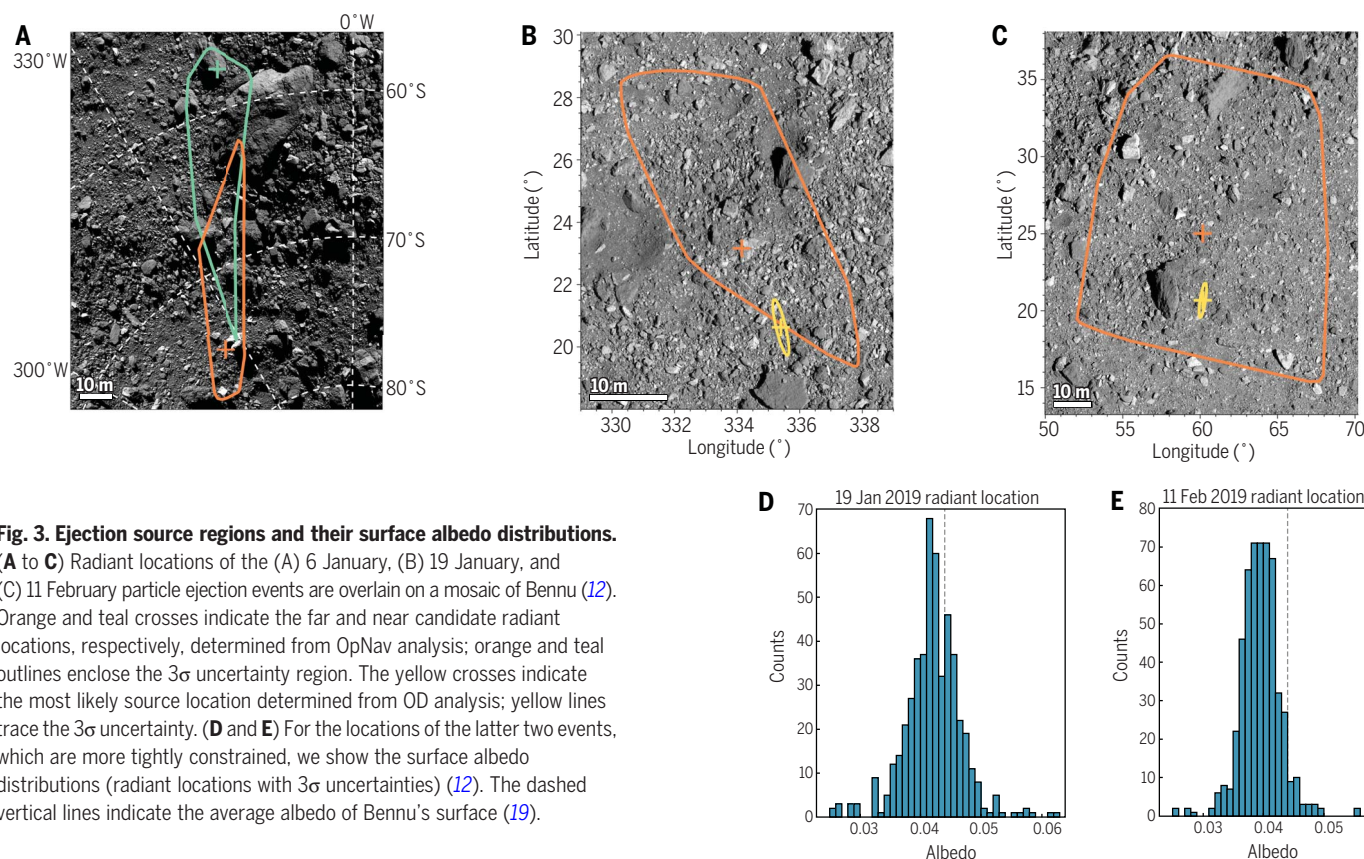 A
0˚W
330˚W
60˚S
70˚S
300˚W
80˚S
10 m
B
30
28
26
24
22
20
Latitude (˚)
10 m
330 332 334 336 338
Longitude (˚)
C
35
30
25
20
15
Latitude (˚)
10 m
50 55 60 65 70
Longitude (˚)
Fig. 3. Ejection source regions and their surface albedo distributions.
(A to C) Radiant locations of the (A) 6 January, (B) 19 January, and
(C) 11 February particle ejection events are overlain on a mosaic of Bennu (12).
Orange and teal crosses indicate the far and near candidate radiant
locations, respectively, determined from OpNav analysis; orange and teal
outlines enclose the 3σ uncertainty region. The yellow crosses indicate
the most likely source location determined from OD analysis; yellow lines
trace the 3σ uncertainty. (D and E) For the locations of the latter two events,
which are more tightly constrained, we show the surface albedo
distributions (radiant locations with 3σ uncertainties) (12). The dashed
vertical lines indicate the average albedo of Bennu's surface (19).
D
19 Jan 2019 radiant location
70
60
50
40
30
20
10
0
Counts
0.03 0.04 0.05 0.06
Albedo
E
11 Feb 2019 radiant location
80
70
60
50
40
30
20
10
0
Counts
0.03 0.04 0.05
Albedo